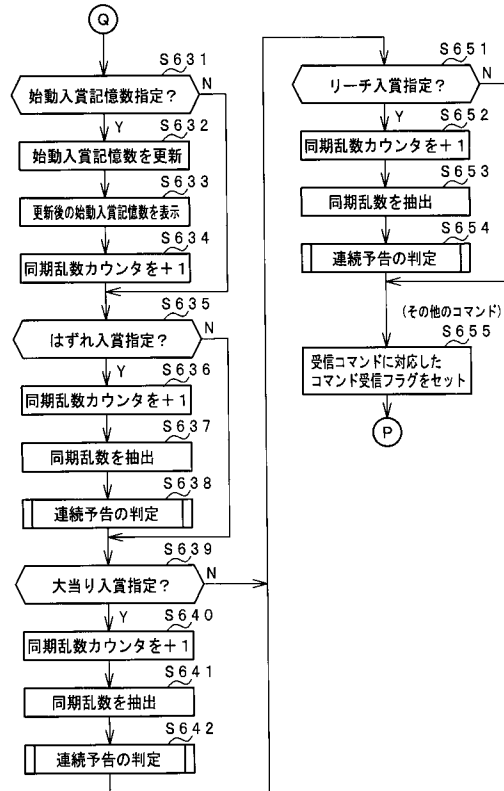 Q
S631
始動入賞記憶数指定?
N
Y
S632
始動入賞記憶数を更新
S633
更新後の始動入賞記憶数を表示
S634
同期乱数カウンタを+1
S635
はずれ入賞指定?
N
Y
S636
同期乱数カウンタを+1
S637
同期乱数を抽出
S638
連続予告の判定
S639
大当り入賞指定?
N
Y
S640
同期乱数カウンタを+1
S641
同期乱数を抽出
S642
連続予告の判定
S651
リーチ入賞指定?
N
Y
S652
同期乱数カウンタを+1
S653
同期乱数を抽出
S654
連続予告の判定
(その他のコマンド)
S655
受信コマンドに対応した
コマンド受信フラグをセット
P